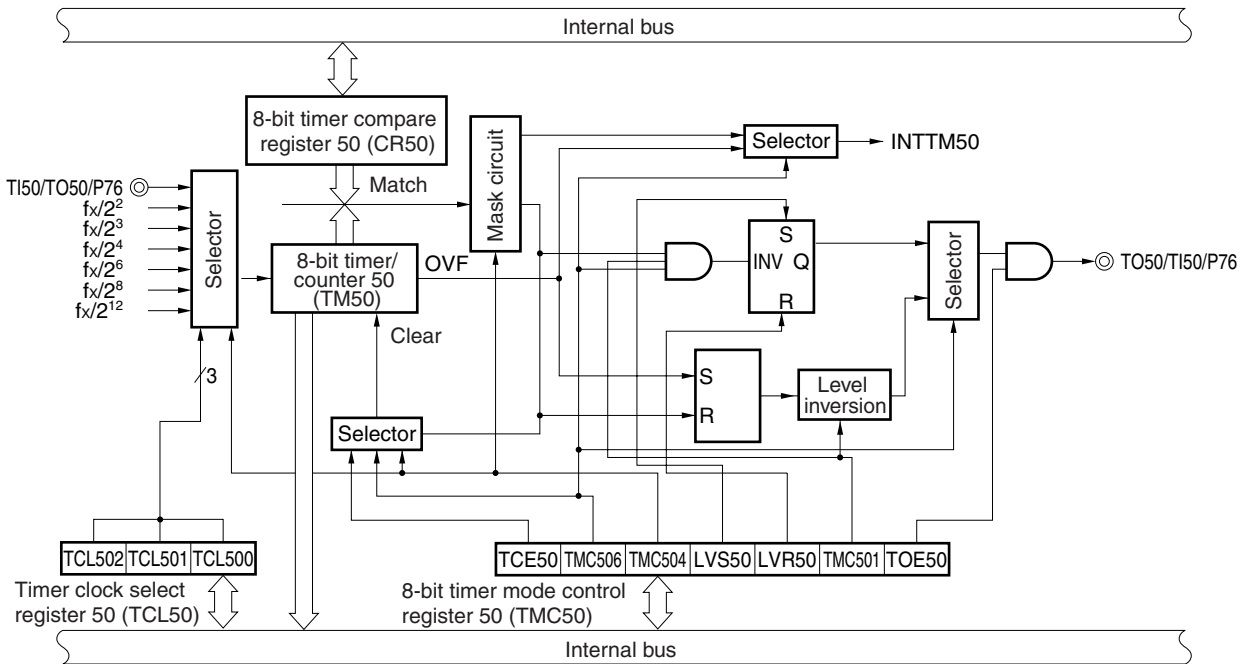 Internal bus
8-bit timer compare
register 50 (CR50)
Match
Mask circuit
Selector
INTTM50
TI50/TO50/P76
fx/2²
fx/2³
fx/2⁴
fx/2⁶
fx/2⁸
fx/2¹²
Selector
8-bit timer/
counter 50
(TM50)
OVF
Clear
S
INV
Q
R
Selector
TO50/TI50/P76
3
S
R
Level
inversion
Selector
TCL502
TCL501
TCL500
Timer clock select
register 50 (TCL50)
TCE50
TMC506
TMC504
LVS50
LVR50
TMC501
TOE50
8-bit timer mode control
register 50 (TMC50)
Internal bus